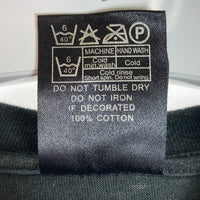 6
40°
MACHINE HAND WASH
6
40°
Cold
min.wash
Cold
Cold rinse
Short spin. Do not wring
DO NOT TUMBLE DRY
DO NOT IRON
IF DECORATED
100% COTTON